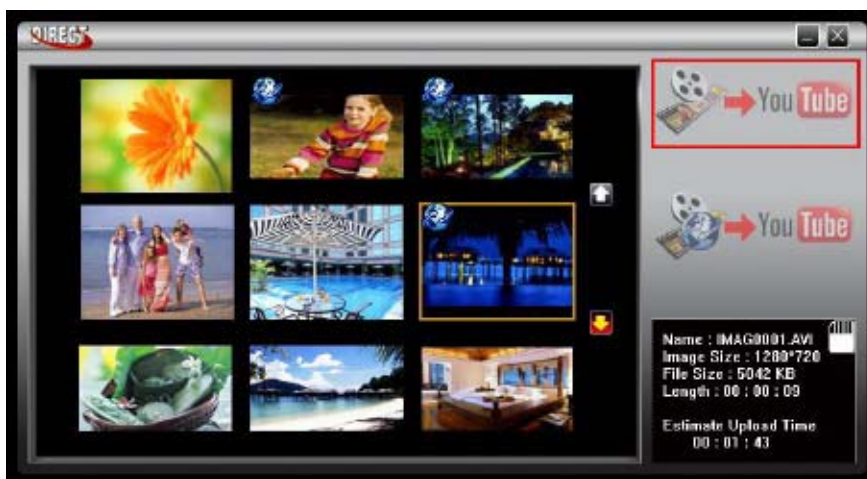 DIRECT
You Tube
You Tube
Name : IMAG0001.AVI
Image Size : 1280*720
File Size : 5042 KB
Length : 00 : 00 : 09
Estimate Upload Time
00 : 01 : 43